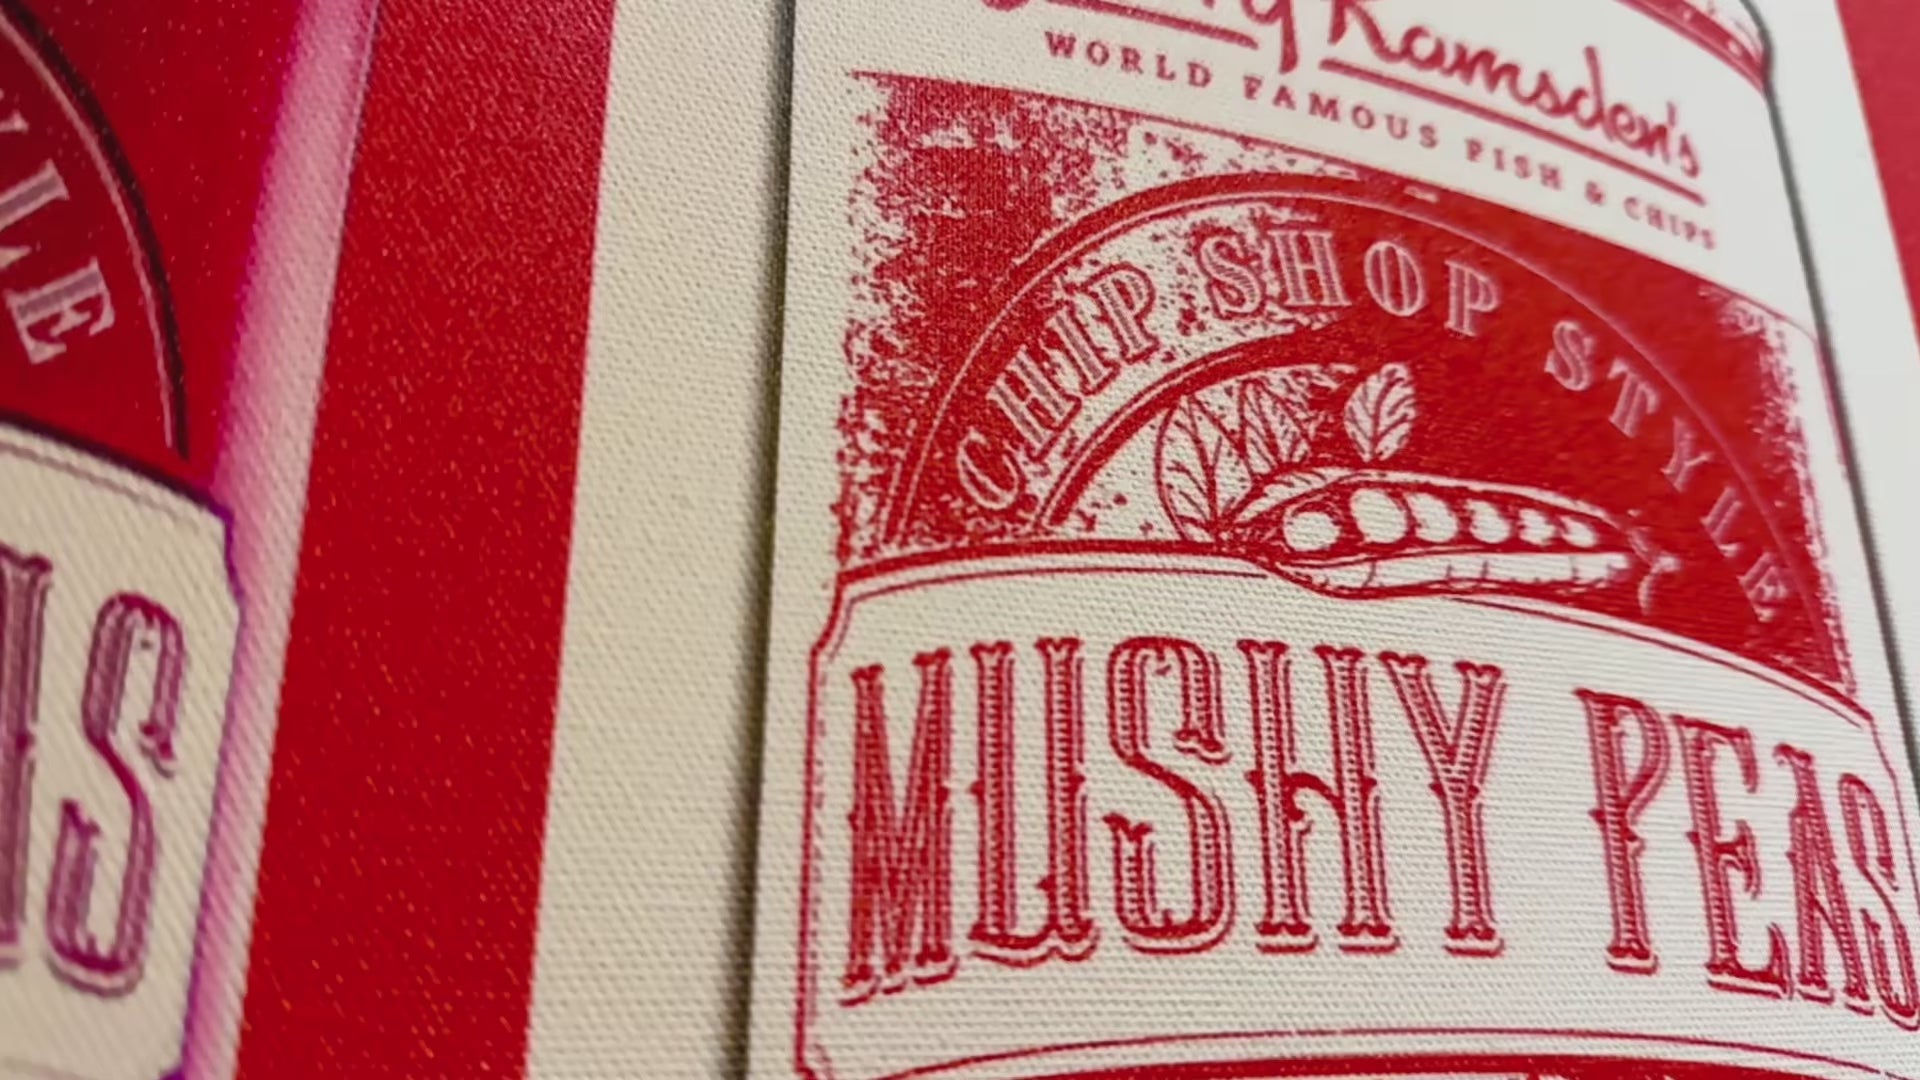 Ramsden's
WORLD FAMOUS FISH & CHIPS
CHIP SHOP STYLE
MUSHY PEAS